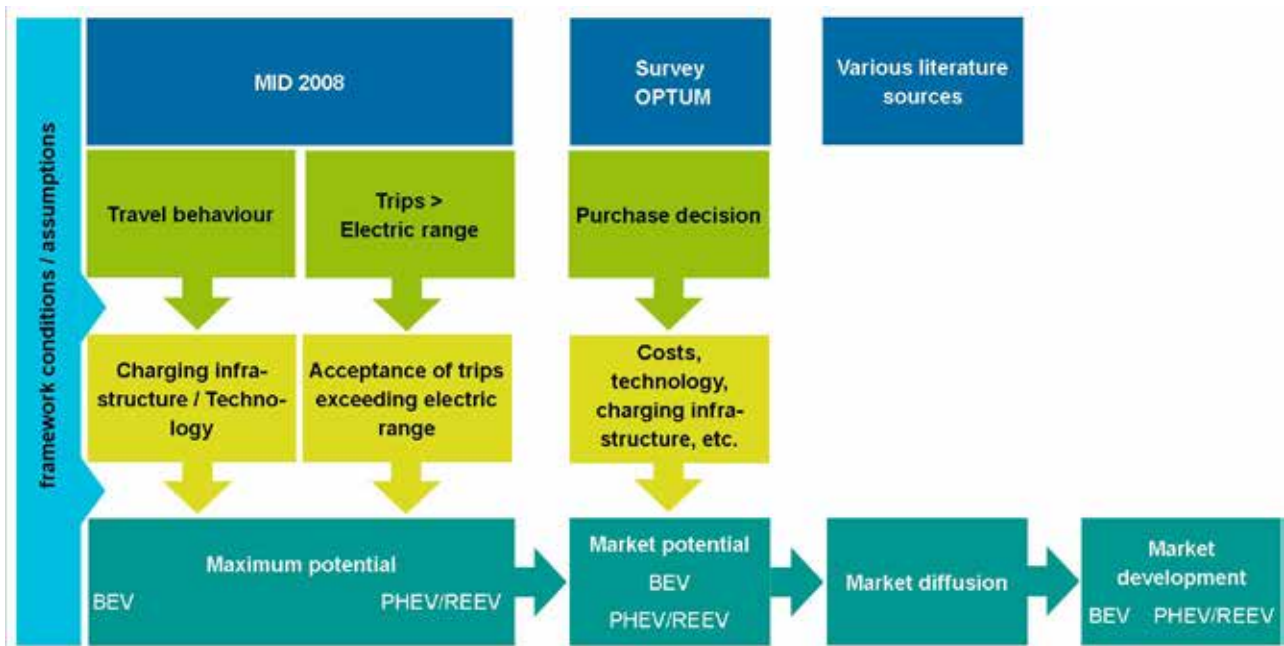 framework conditions / assumptions
MID 2008
Survey
OPTUM
Various literature
sources
Travel behaviour
Trips >
Electric range
Purchase decision
Charging infra-
structure / Techno-
logy
Acceptance of trips
exceeding electric
range
Costs,
technology,
charging infra-
structure, etc.
Maximum potential
BEV
PHEV/REEV
Market potential
BEV
PHEV/REEV
Market diffusion
Market
development
BEV PHEV/REEV